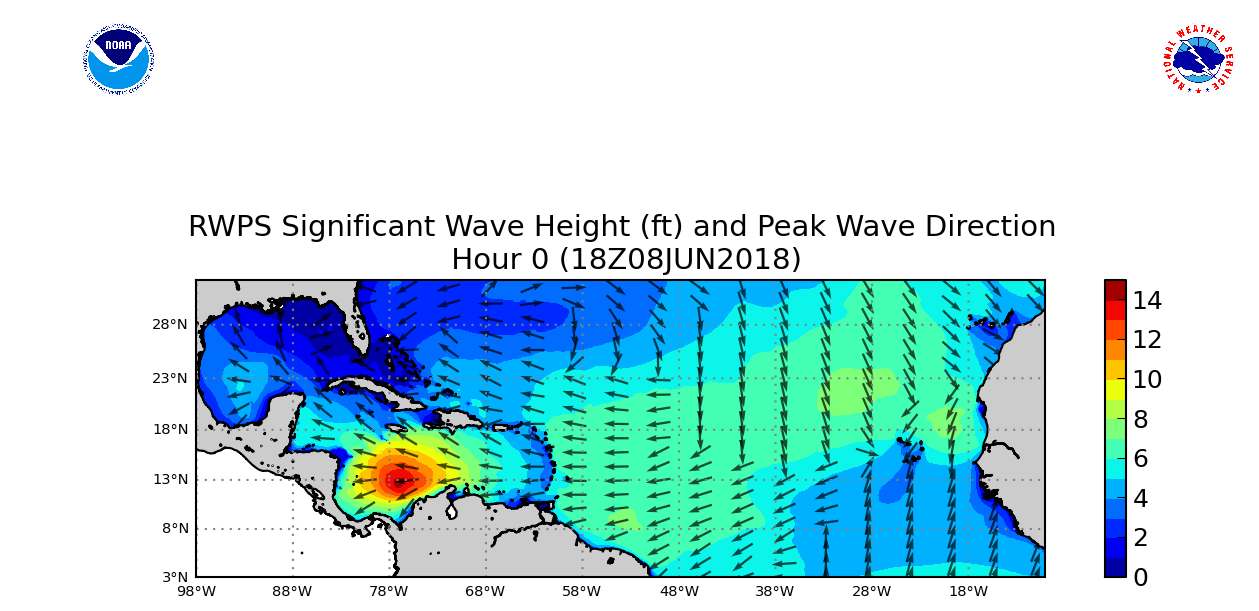 NOAA
NATIONAL WEATHER SERVICE
RWPS Significant Wave Height (ft) and Peak Wave Direction
Hour 0 (18Z08JUN2018)
28°N
23°N
18°N
13°N
8°N
3°N
98°W 88°W 78°W 68°W 58°W 48°W 38°W 28°W 18°W
14
12
10
8
6
4
2
0